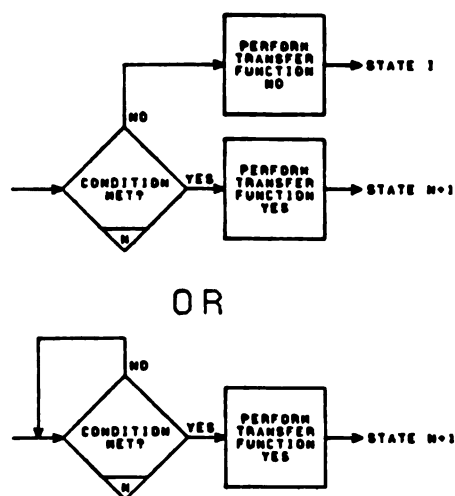 PERFORM
TRANSFER
FUNCTION
NO
STATE I
NO
CONDITION
MET?
YES
PERFORM
TRANSFER
FUNCTION
YES
STATE N+1
N
OR
NO
CONDITION
MET?
YES
PERFORM
TRANSFER
FUNCTION
YES
STATE N+1
N